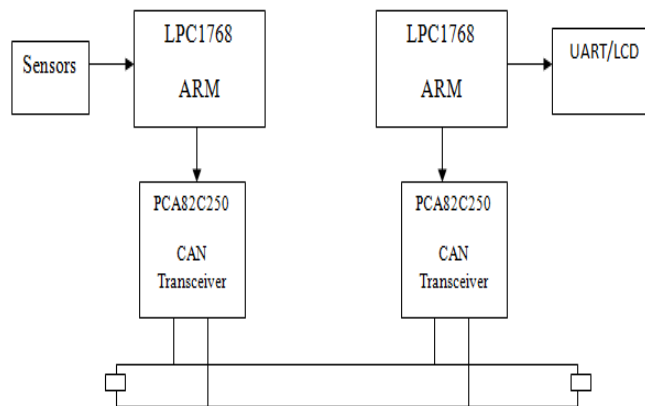 Sensors
LPC1768
ARM
LPC1768
ARM
UART/LCD
PCA82C250
CAN
Transceiver
PCA82C250
CAN
Transceiver